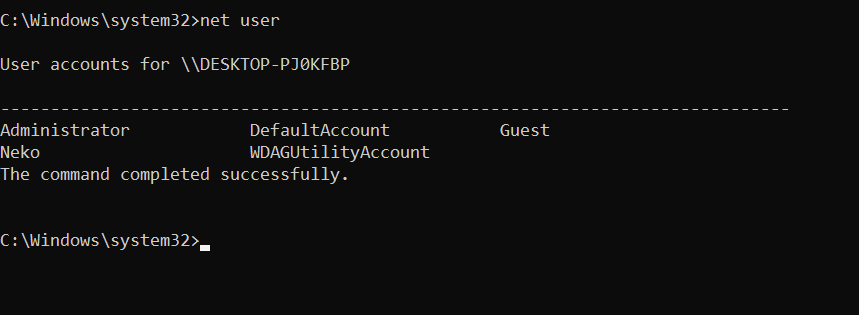 C:\Windows\system32>net user
User accounts for \\DESKTOP-PJ0KFBP
-------------------------------------------------------------------------------
Administrator            DefaultAccount           Guest
Neko                     WDAGUtilityAccount
The command completed successfully.
C:\Windows\system32>